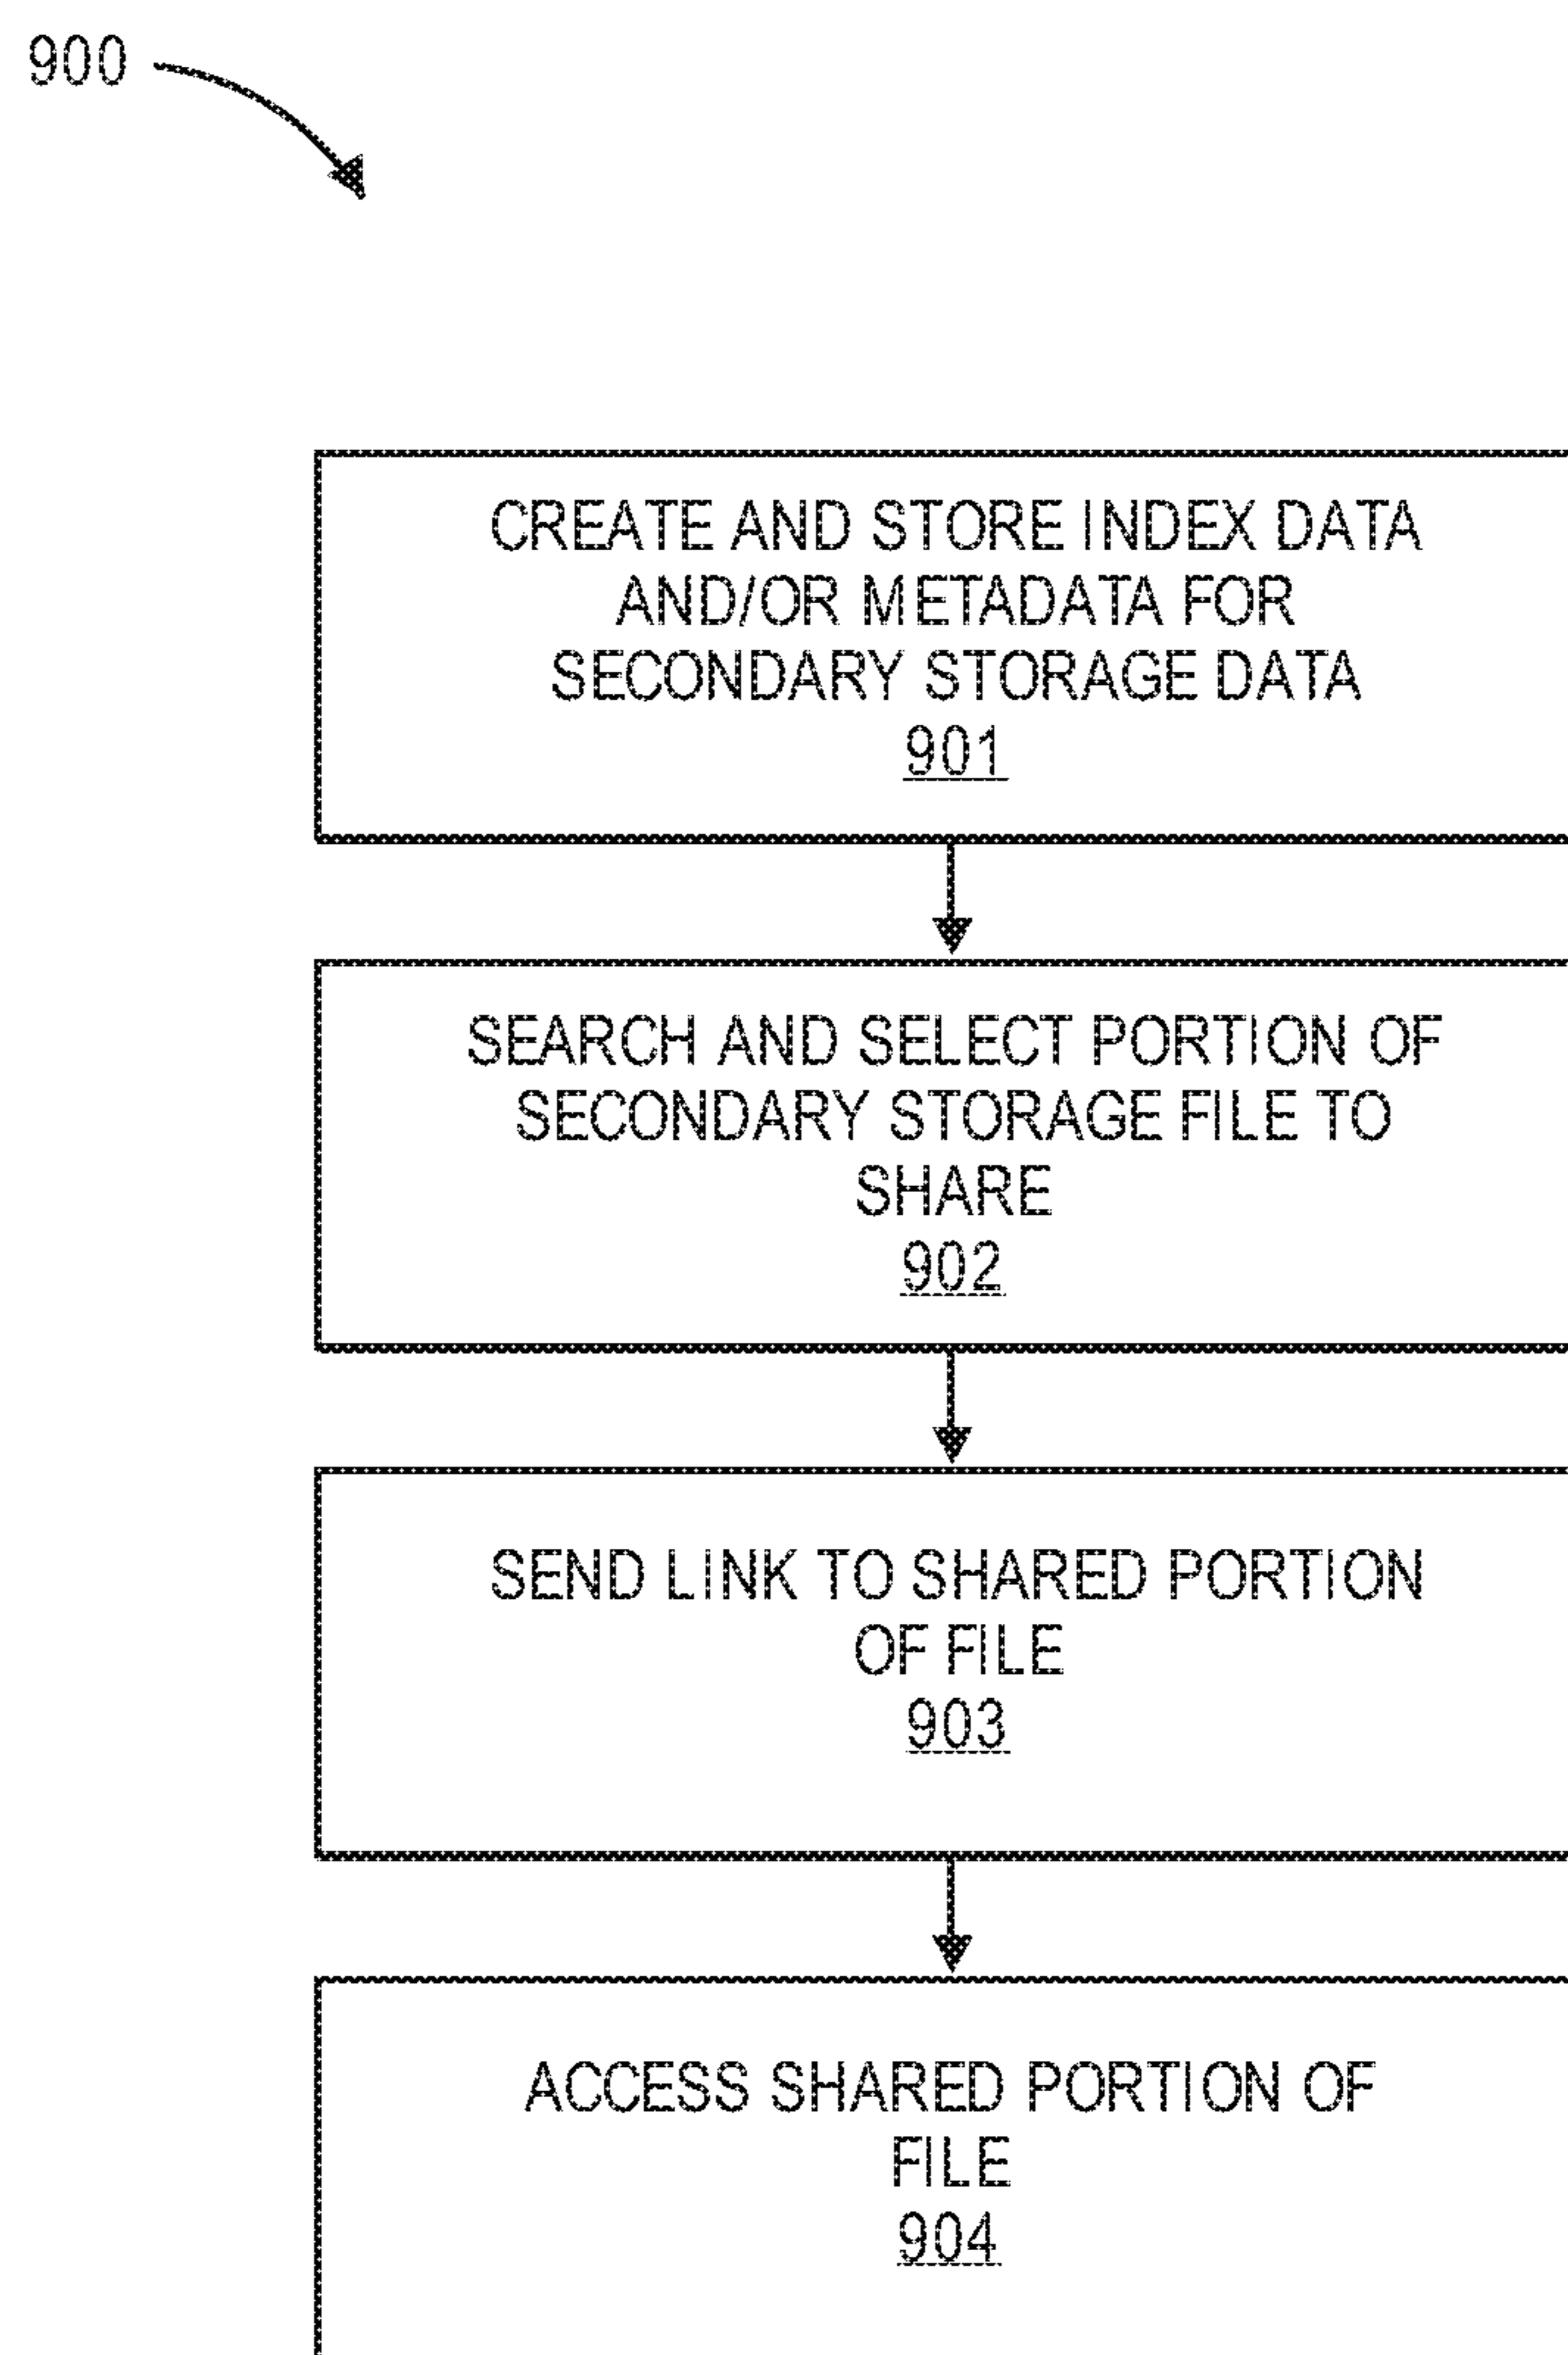 900
CREATE AND STORE INDEX DATA
AND/OR METADATA FOR
SECONDARY STORAGE DATA
901
SEARCH AND SELECT PORTION OF
SECONDARY STORAGE FILE TO
SHARE
902
SEND LINK TO SHARED PORTION
OF FILE
903
ACCESS SHARED PORTION OF
FILE
904